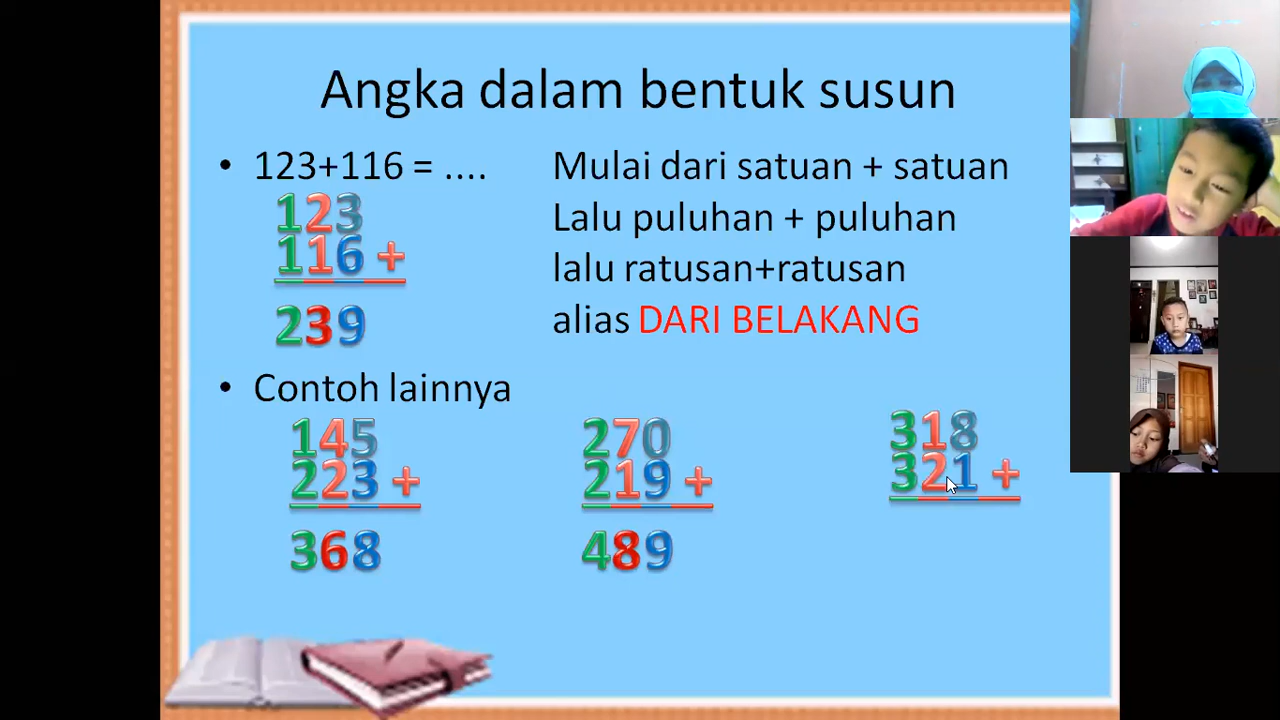 Angka dalam bentuk susun
• 123+116 = ....
123
116 +
239
Mulai dari satuan + satuan
Lalu puluhan + puluhan
lalu ratusan+ratusan
alias DARI BELAKANG
• Contoh lainnya
145
223 +
368
270
219 +
489
318
321 +